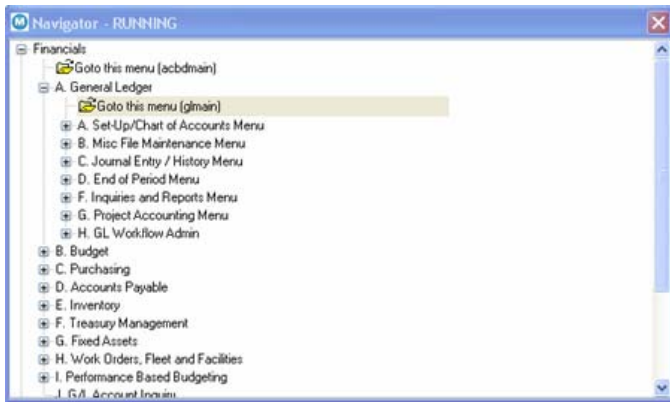 Navigator - RUNNING
Financials
Goto this menu (acbdmain)
A. General Ledger
Goto this menu (glmain)
A. Set-Up/Chart of Accounts Menu
B. Misc File Maintenance Menu
C. Journal Entry / History Menu
D. End of Period Menu
F. Inquiries and Reports Menu
G. Project Accounting Menu
H. GL Workflow Admin
B. Budget
C. Purchasing
D. Accounts Payable
E. Inventory
F. Treasury Management
G. Fixed Assets
H. Work Orders, Fleet and Facilities
I. Performance Based Budgeting
J. G/L Account Inquiry